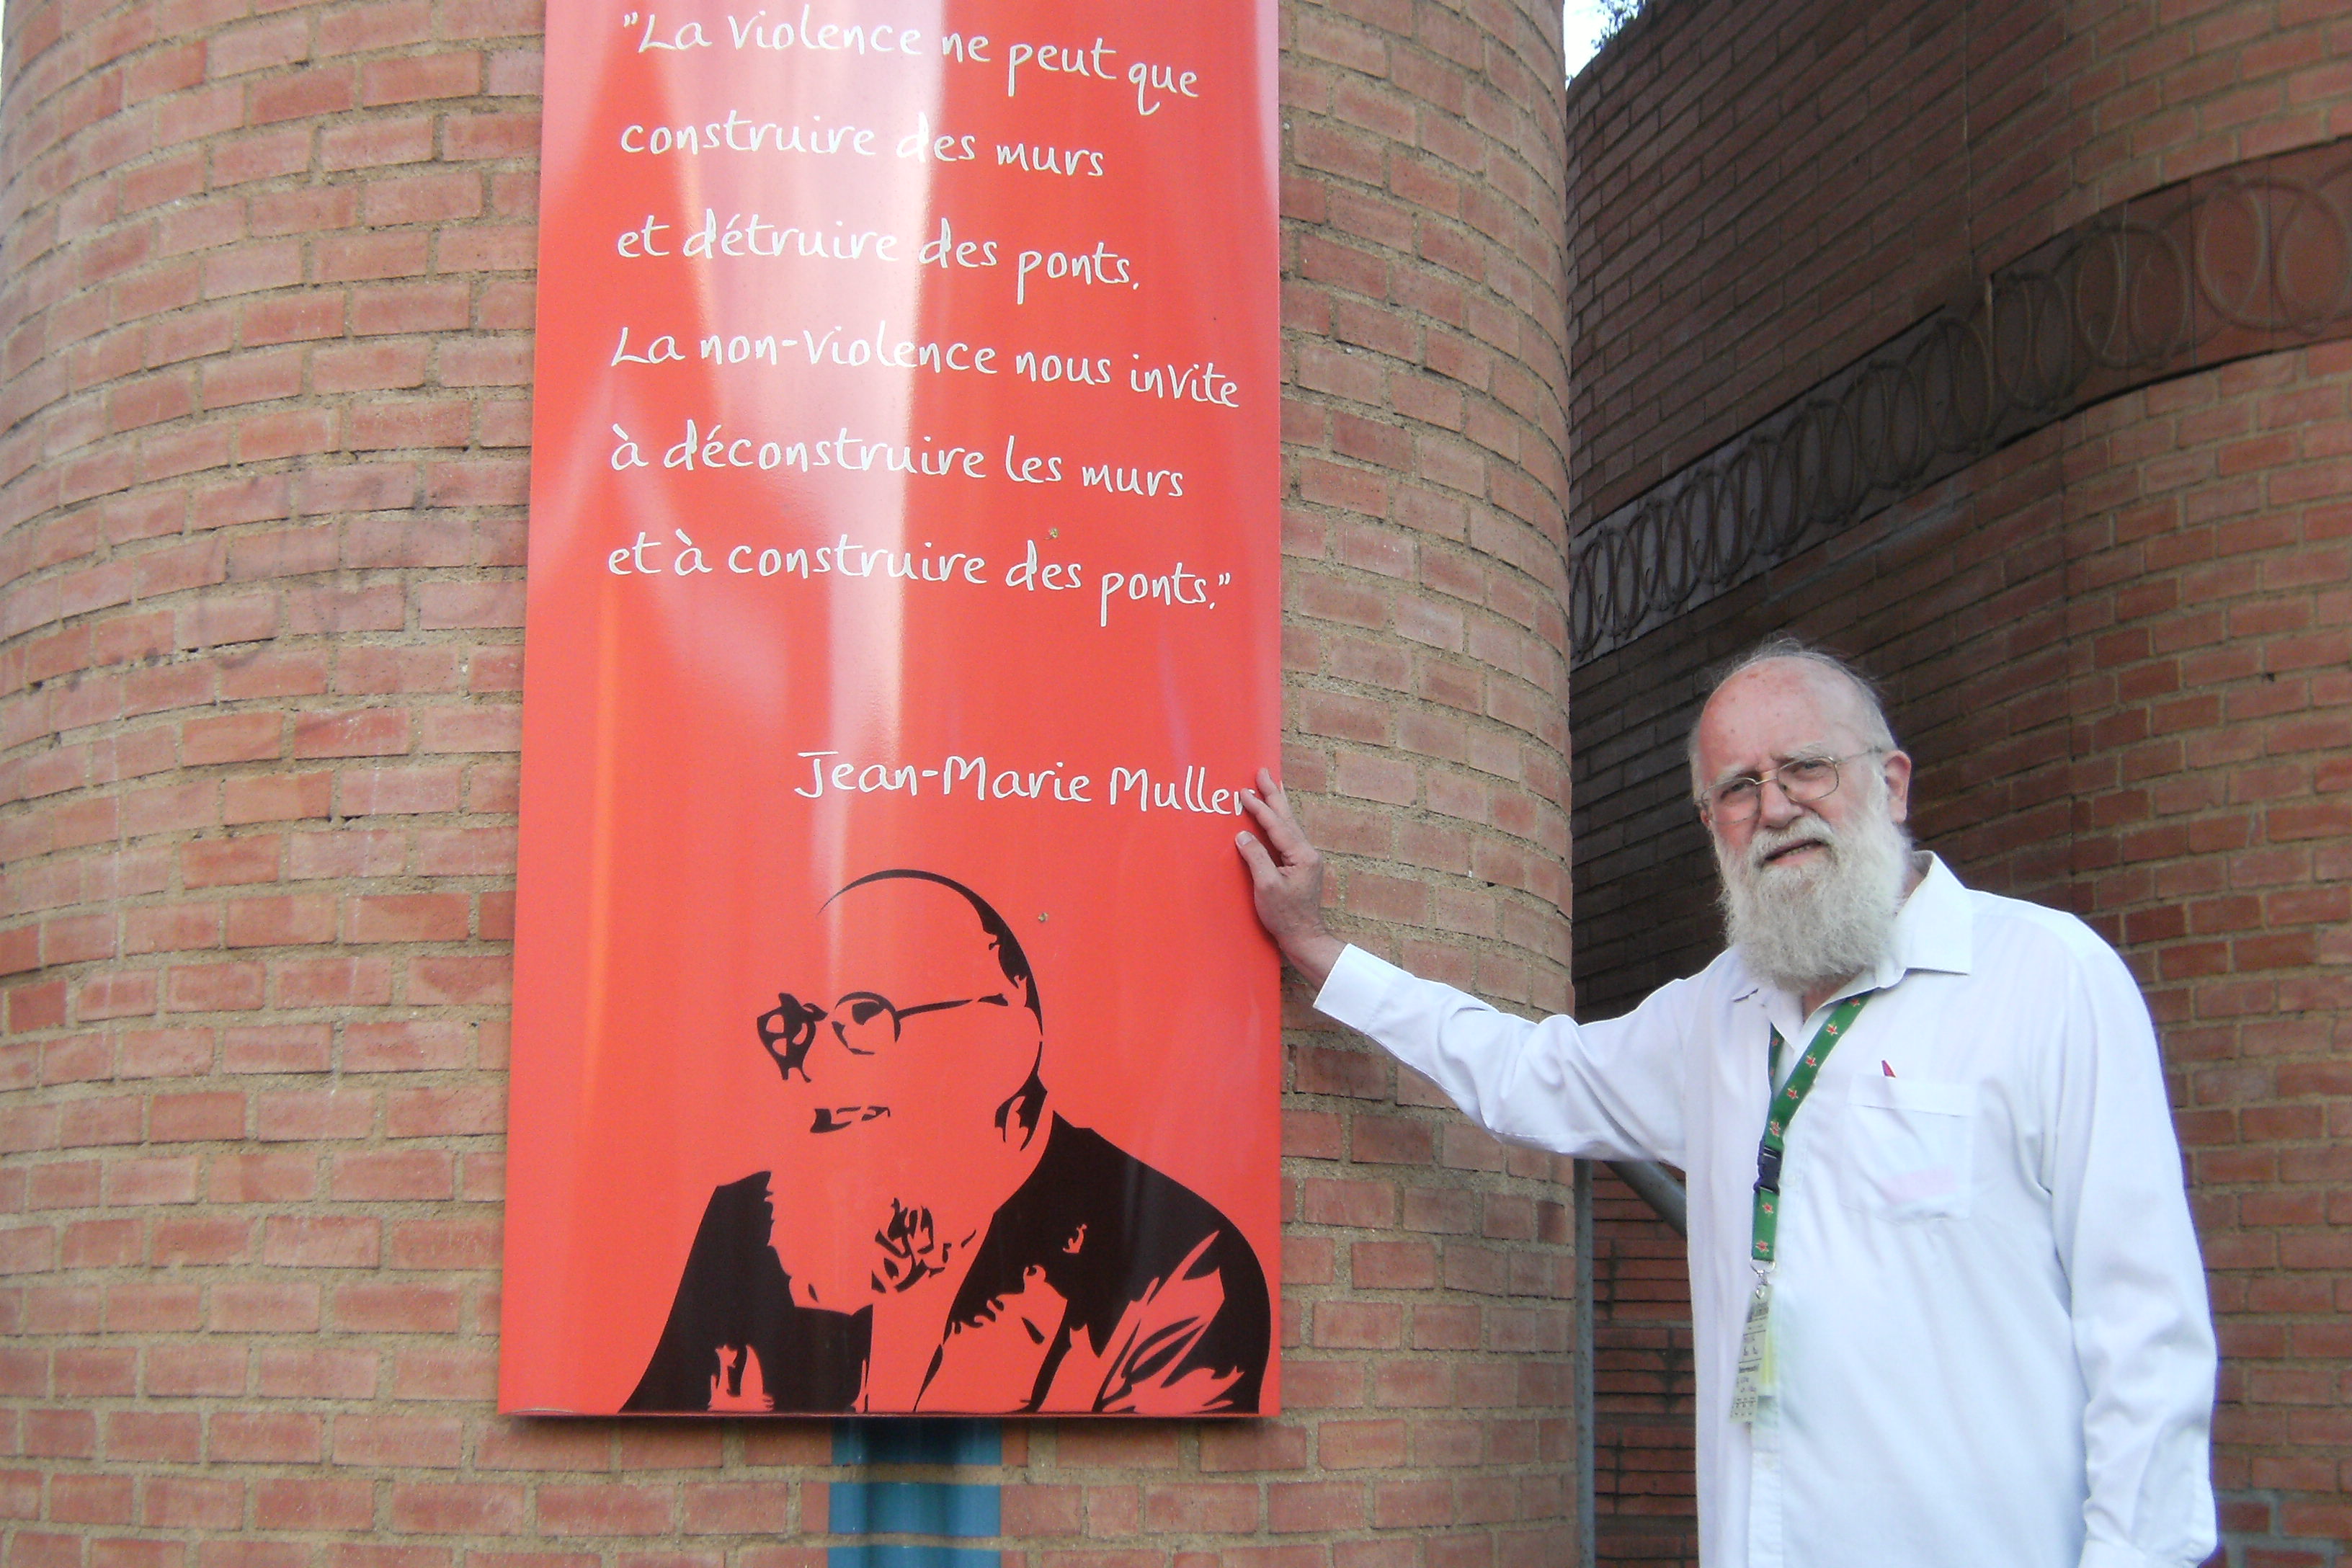 "La violence ne peut que
construire des murs
et détruire des ponts.
La non-violence nous invite
à déconstruire les murs
et à construire des ponts."
Jean-Marie Muller